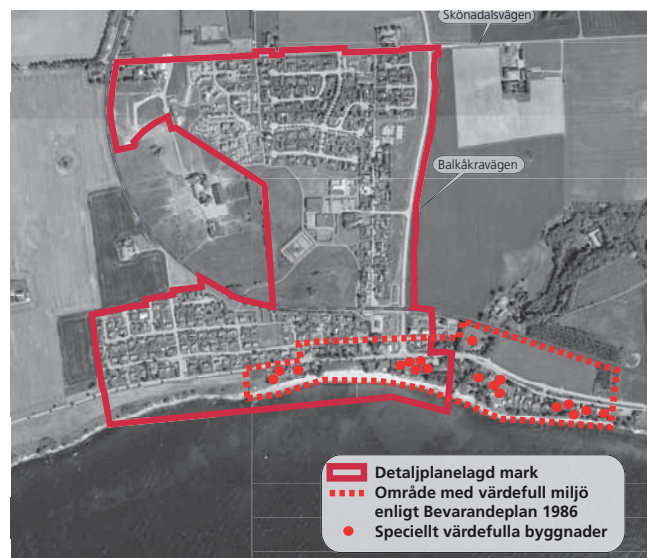 Skönadalsvägen
Balkåkravägen
Detaljplanelagd mark
Område med värdefull miljö
enligt Bevarandeplan 1986
Speciellt värdefulla byggnader